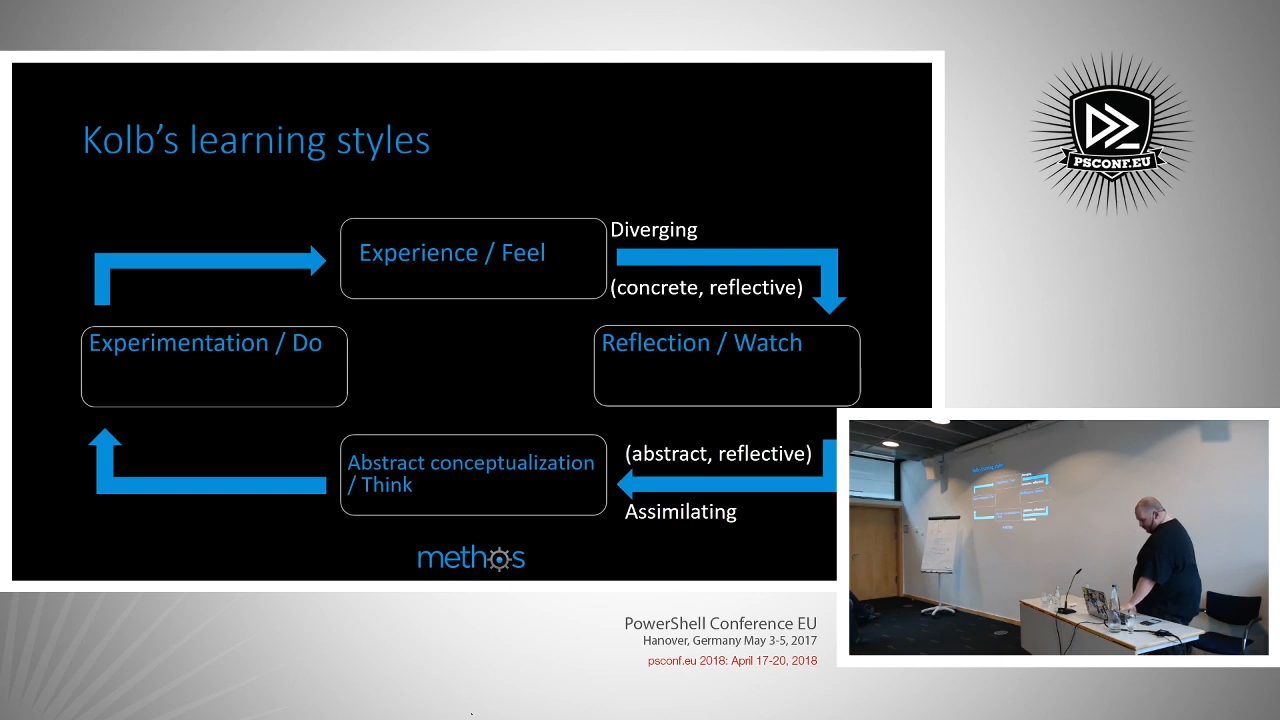 Kolb's learning styles
Experience / Feel
Diverging
(concrete, reflective)
Experimentation / Do
Reflection / Watch
Abstract conceptualization
/ Think
(abstract, reflective)
Assimilating
methos
PSCONF.EU
PowerShell Conference EU
Hanover, Germany May 3-5, 2017
psconf.eu 2018: April 17-20, 2018